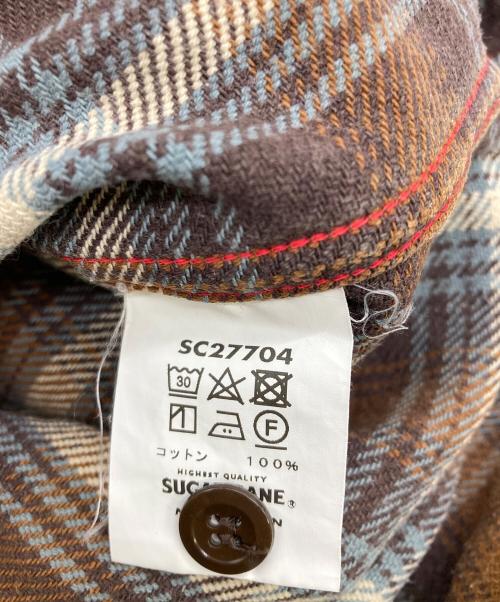 SC27704
30
F
コットン 100%
HIGHEST QUALITY